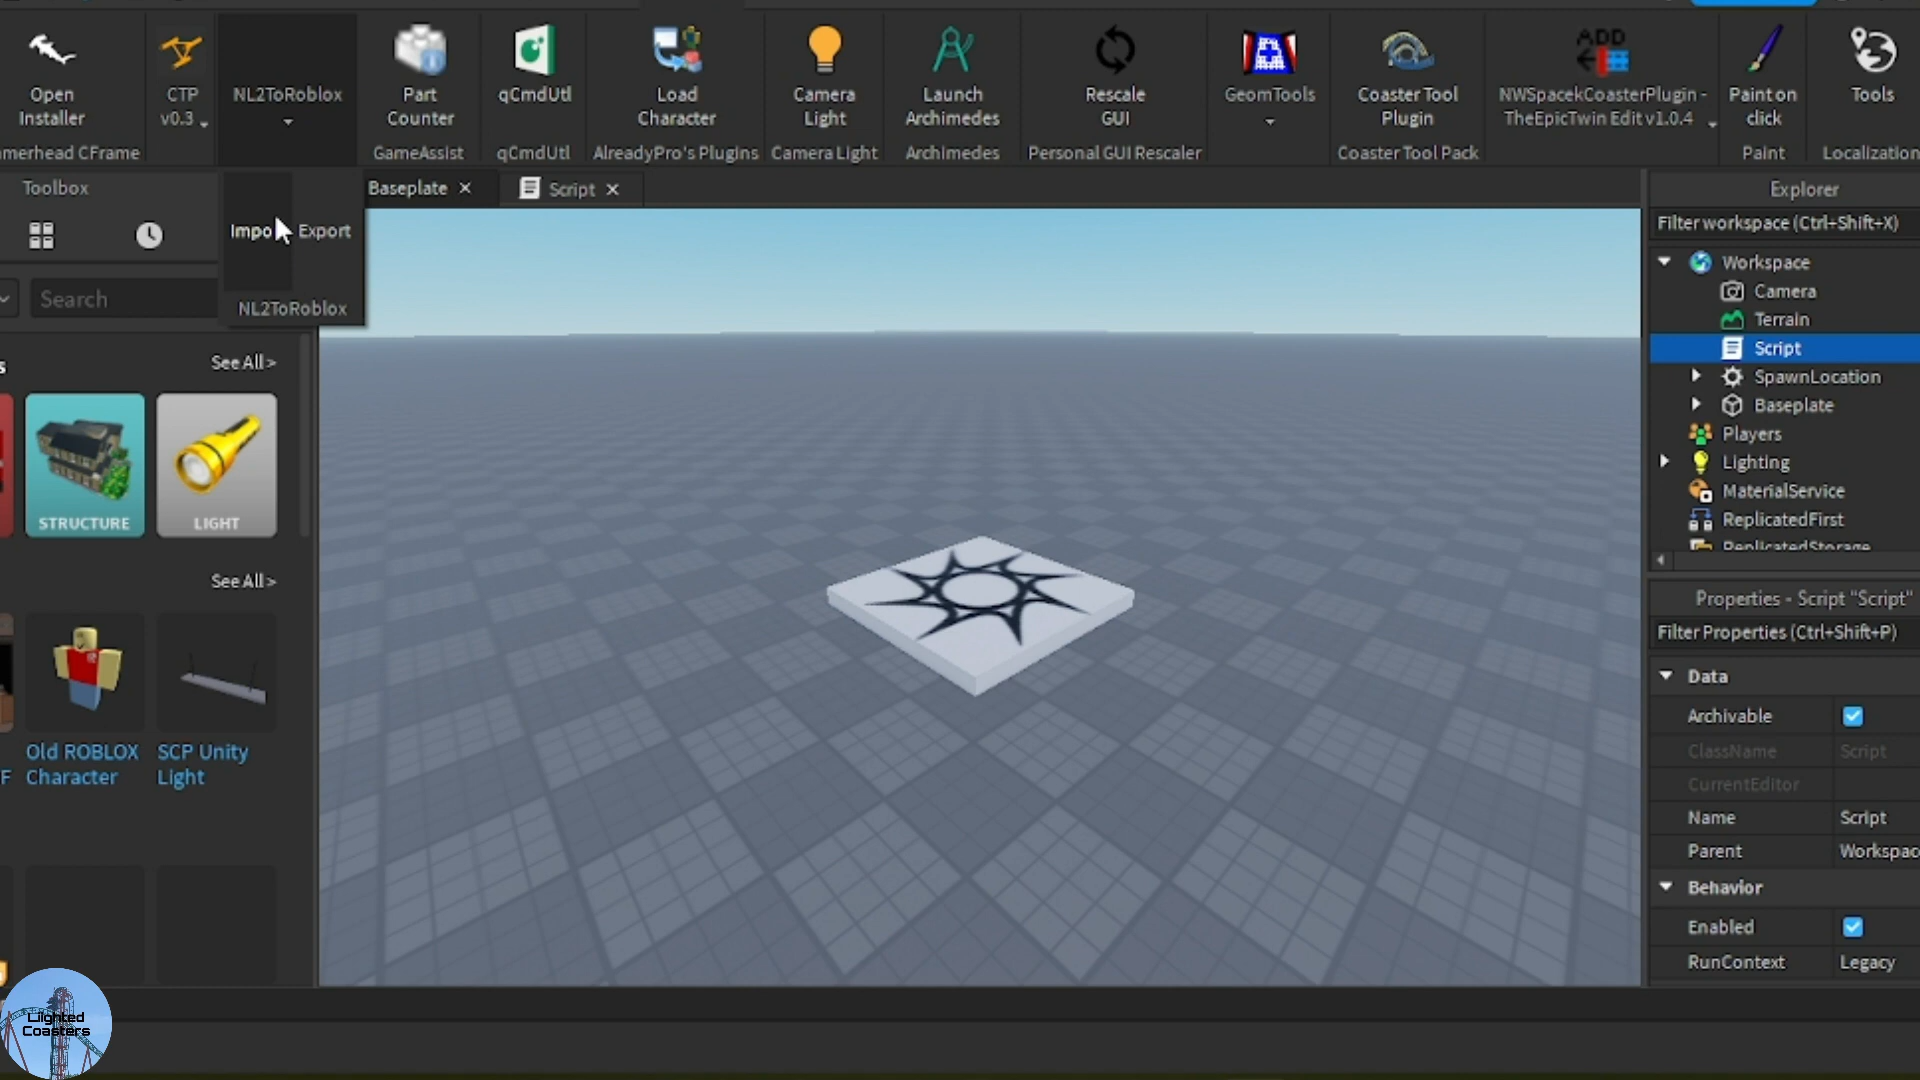 Open
Installer
CTP
v0.3
NL2ToRoblox
Part
Counter
qCmdUtl
Load
Character
Camera
Light
Launch
Archimedes
Rescale
GUI
GeomTools
Coaster Tool
Plugin
ADD
NWSpacekCoasterPlugin -
TheEpicTwin Edit v1.0.4
Paint on
click
Tools
merhead CFrame
GameAssist
qCmdUtl
AlreadyPro's Plugins
Camera Light
Archimedes
Personal GUI Rescaler
Coaster Tool Pack
Paint
Localization
Toolbox
Baseplate
Script
Explorer
Impo
Export
NL2ToRoblox
Search
Filter workspace (Ctrl+Shift+X)
Workspace
Camera
Terrain
Script
SpawnLocation
Baseplate
Players
Lighting
MaterialService
ReplicatedFirst
ReplicatedStorage
s
See All >
STRUCTURE
LIGHT
See All >
F
Old ROBLOX
Character
SCP Unity
Light
Properties - Script "Script"
Filter Properties (Ctrl+Shift+P)
Data
Archivable
ClassName Script
CurrentEditor
Name Script
Parent Workspac
Behavior
Enabled
RunContext Legacy
Lilghted
Coasters